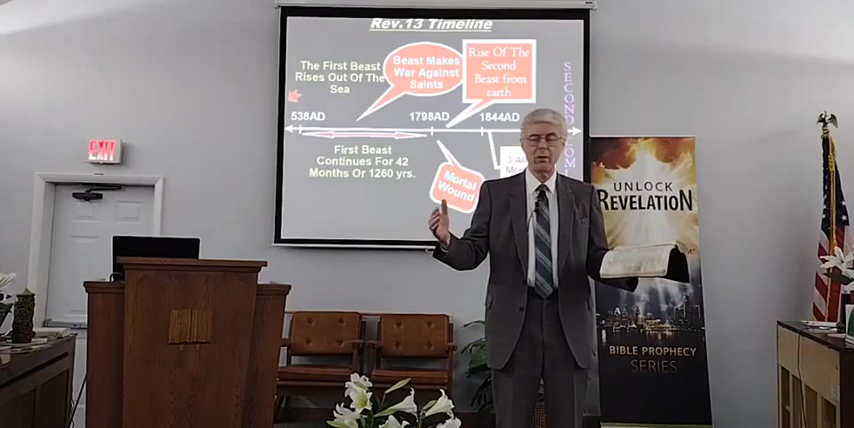 Rev.13 Timeline
The First Beast
Rises Out Of The
Sea
Beast Makes
War Against
Saints
Rise Of The
Second
Beast from
earth
538AD
1798AD
1844AD
SECOND COM
First Beast
Continues For 42
Months Or 1260 yrs.
Mortal
Wound
EXIT
UNLOCK
REVELATION
BIBLE PROPHECY
SERIES